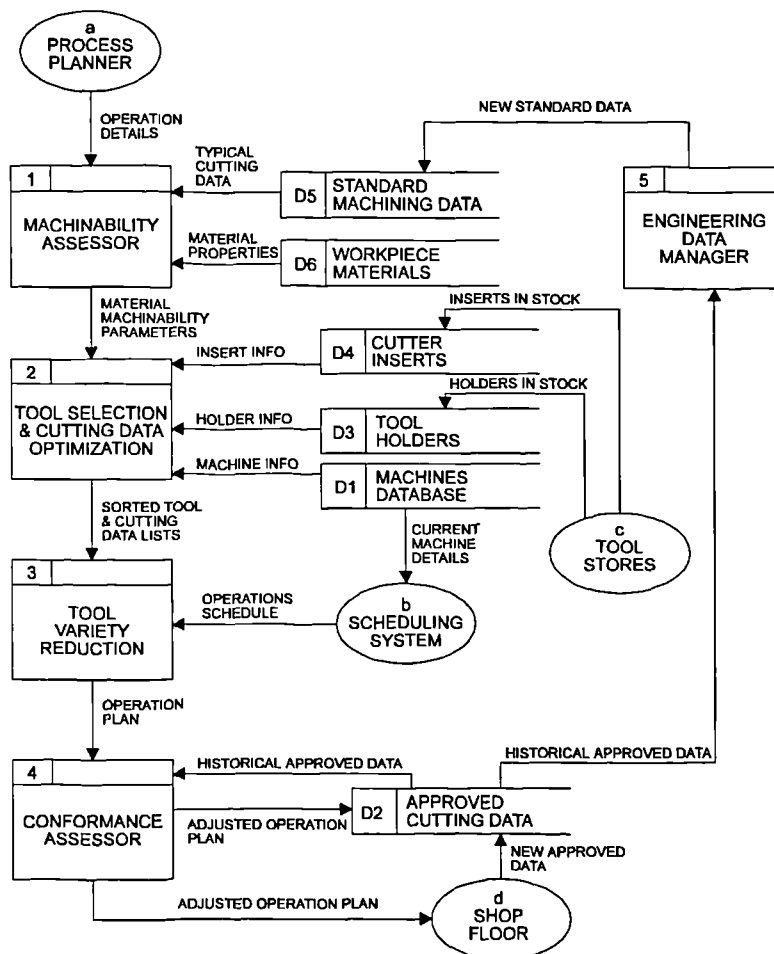 a
PROCESS
PLANNER
OPERATION
DETAILS
NEW STANDARD DATA
TYPICAL
CUTTING
DATA
1
MACHINABILITY
ASSESSOR
D5
STANDARD
MACHINING DATA
5
ENGINEERING
DATA
MANAGER
MATERIAL
PROPERTIES
D6
WORKPIECE
MATERIALS
MATERIAL
MACHINABILITY
PARAMETERS
INSERTS IN STOCK
2
TOOL SELECTION
& CUTTING DATA
OPTIMIZATION
INSERT INFO
D4
CUTTER
INSERTS
HOLDERS IN STOCK
HOLDER INFO
D3
TOOL
HOLDERS
MACHINE INFO
D1
MACHINES
DATABASE
SORTED TOOL
& CUTTING
DATA LISTS
CURRENT
MACHINE
DETAILS
c
TOOL
STORES
3
TOOL
VARIETY
REDUCTION
OPERATIONS
SCHEDULE
b
SCHEDULING
SYSTEM
OPERATION
PLAN
4
CONFORMANCE
ASSESSOR
HISTORICAL APPROVED DATA
HISTORICAL APPROVED DATA
ADJUSTED OPERATION
PLAN
D2
APPROVED
CUTTING DATA
NEW APPROVED
DATA
ADJUSTED OPERATION PLAN
d
SHOP
FLOOR